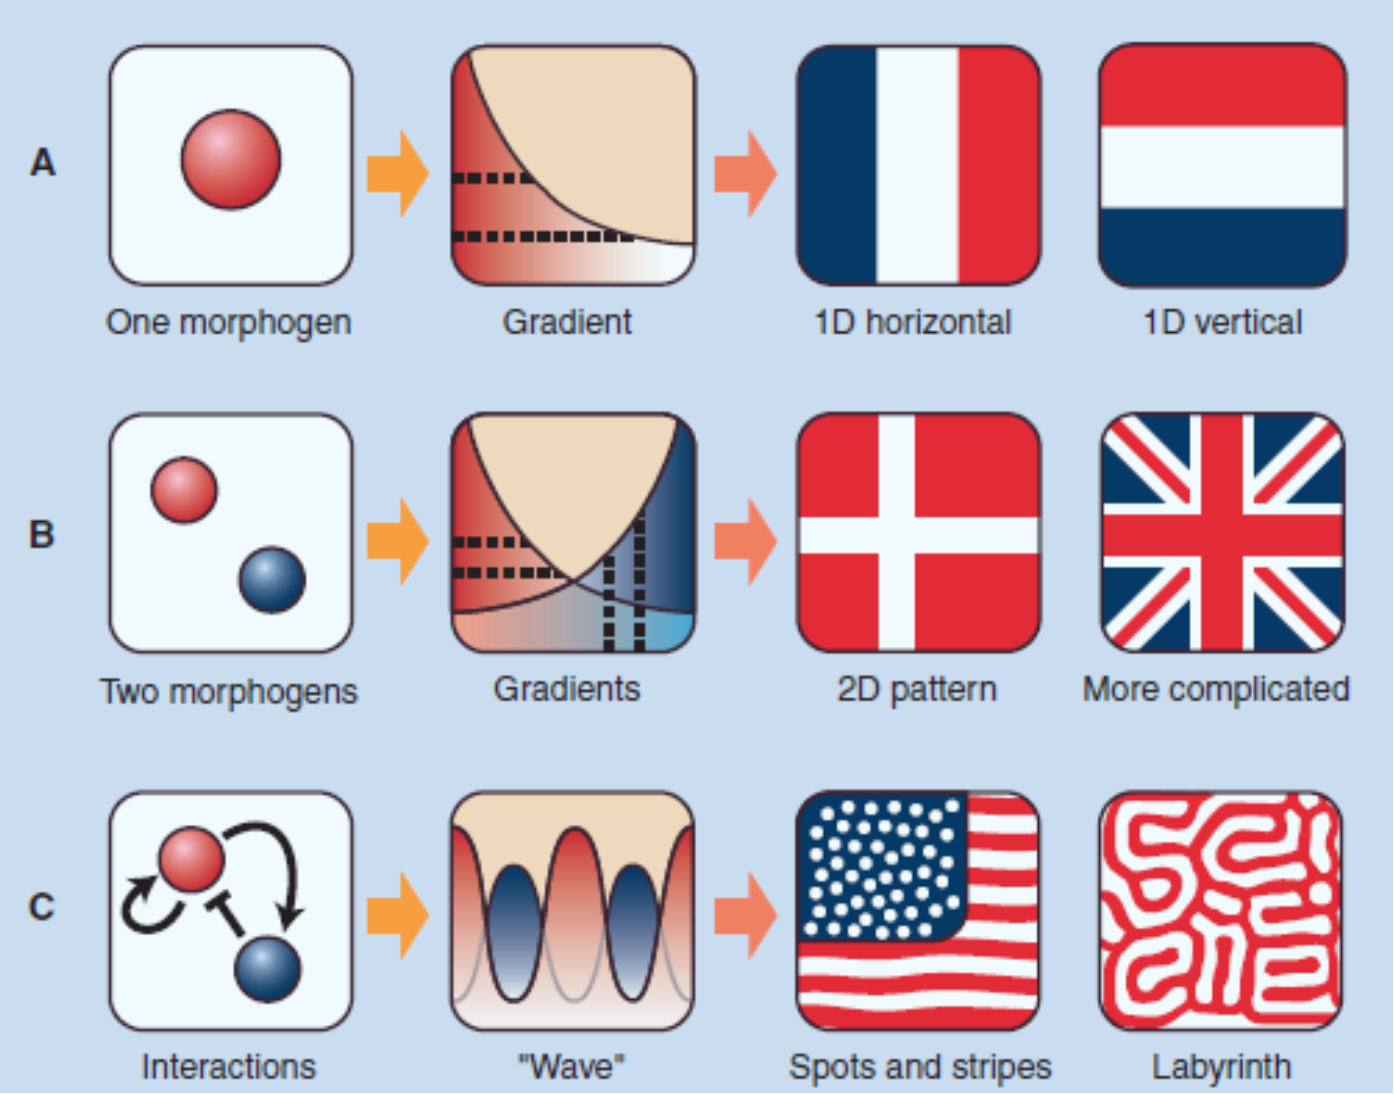 A
One morphogen
Gradient
1D horizontal
1D vertical
B
Two morphogens
Gradients
2D pattern
More complicated
C
Interactions
"Wave"
Spots and stripes
Labyrinth